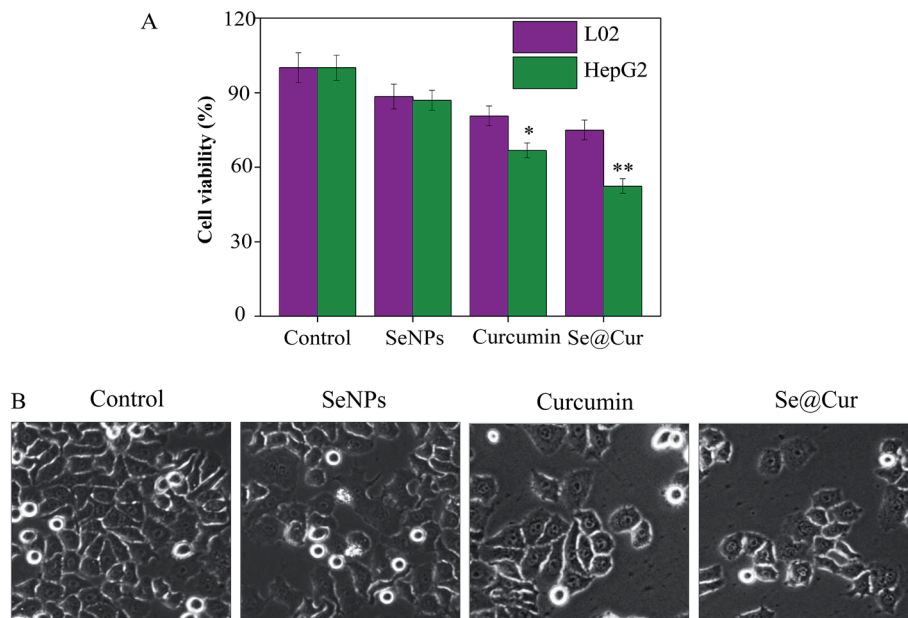 A
120
90
60
30
0
Cell viability (%)
L02
HepG2
*
**
Control SeNPs Curcumin Se@Cur
B
Control SeNPs Curcumin Se@Cur